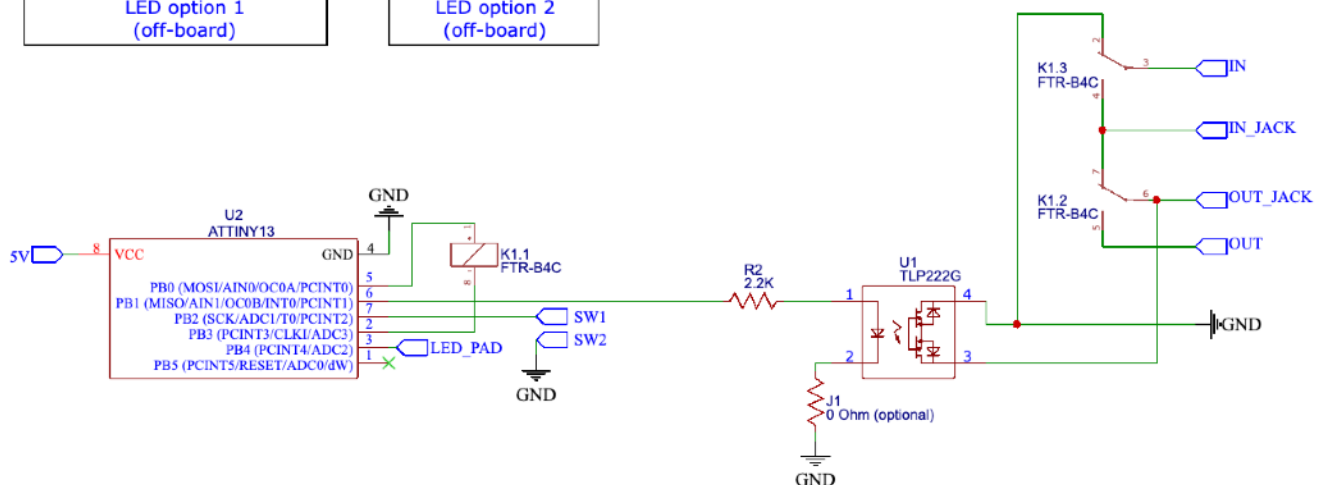 LED option 1
(off-board)
LED option 2
(off-board)
2
K1.3
FTR-B4C
3
IN
4
IN_JACK
7
K1.2
FTR-B4C
6
OUT_JACK
5
OUT
GND
U2
ATTINY13
5V
8
VCC
GND
4
1
K1.1
FTR-B4C
8
PB0 (MOSI/AIN0/OC0A/PCINT0)
5
PB1 (MISO/AIN1/OC0B/INT0/PCINT1)
6
PB2 (SCK/ADC1/T0/PCINT2)
7
SW1
PB3 (PCINT3/CLKI/ADC3)
2
SW2
PB4 (PCINT4/ADC2)
3
LED_PAD
PB5 (PCINT5/RESET/ADC0/dW)
1
GND
R2
2.2K
U1
TLP222G
1
4
2
3
GND
J1
0 Ohm (optional)
GND